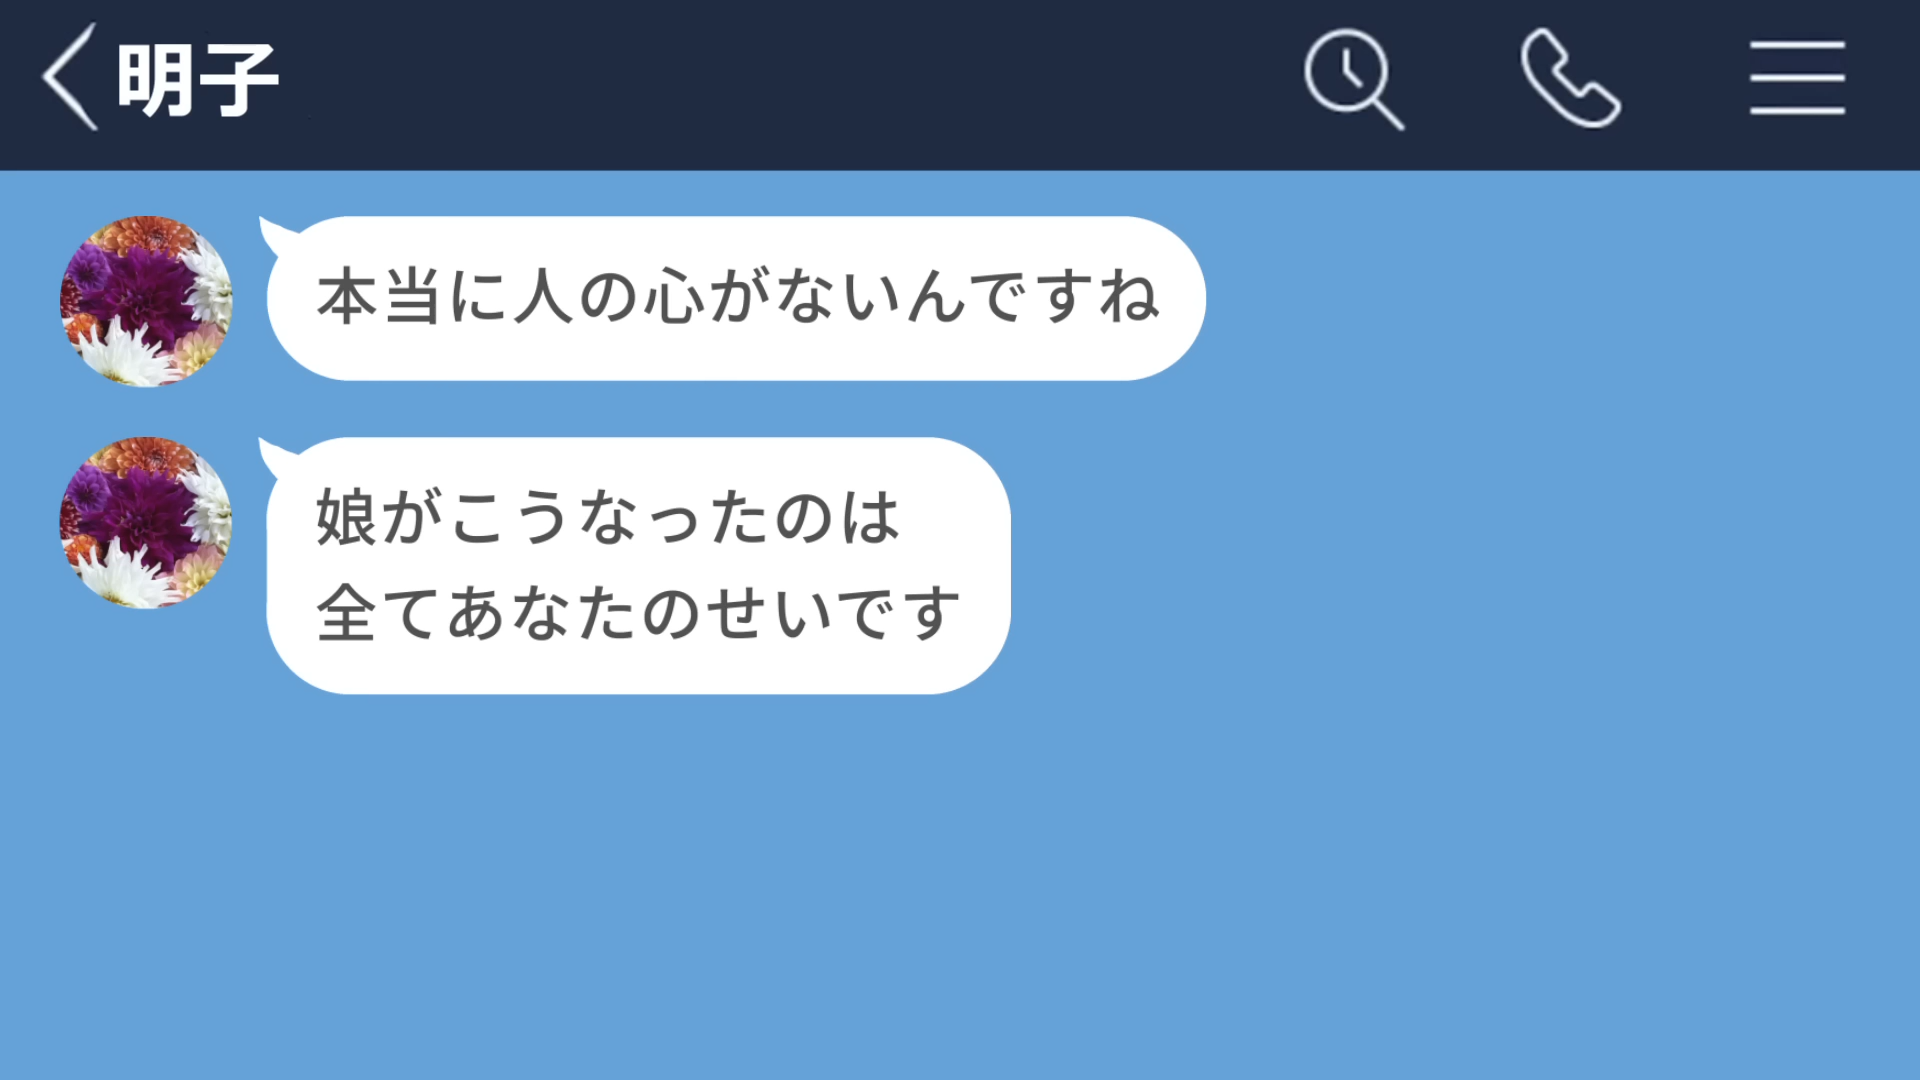 明子
本当に人の心がないんですね
娘がこうなったのは
全てあなたのせいです